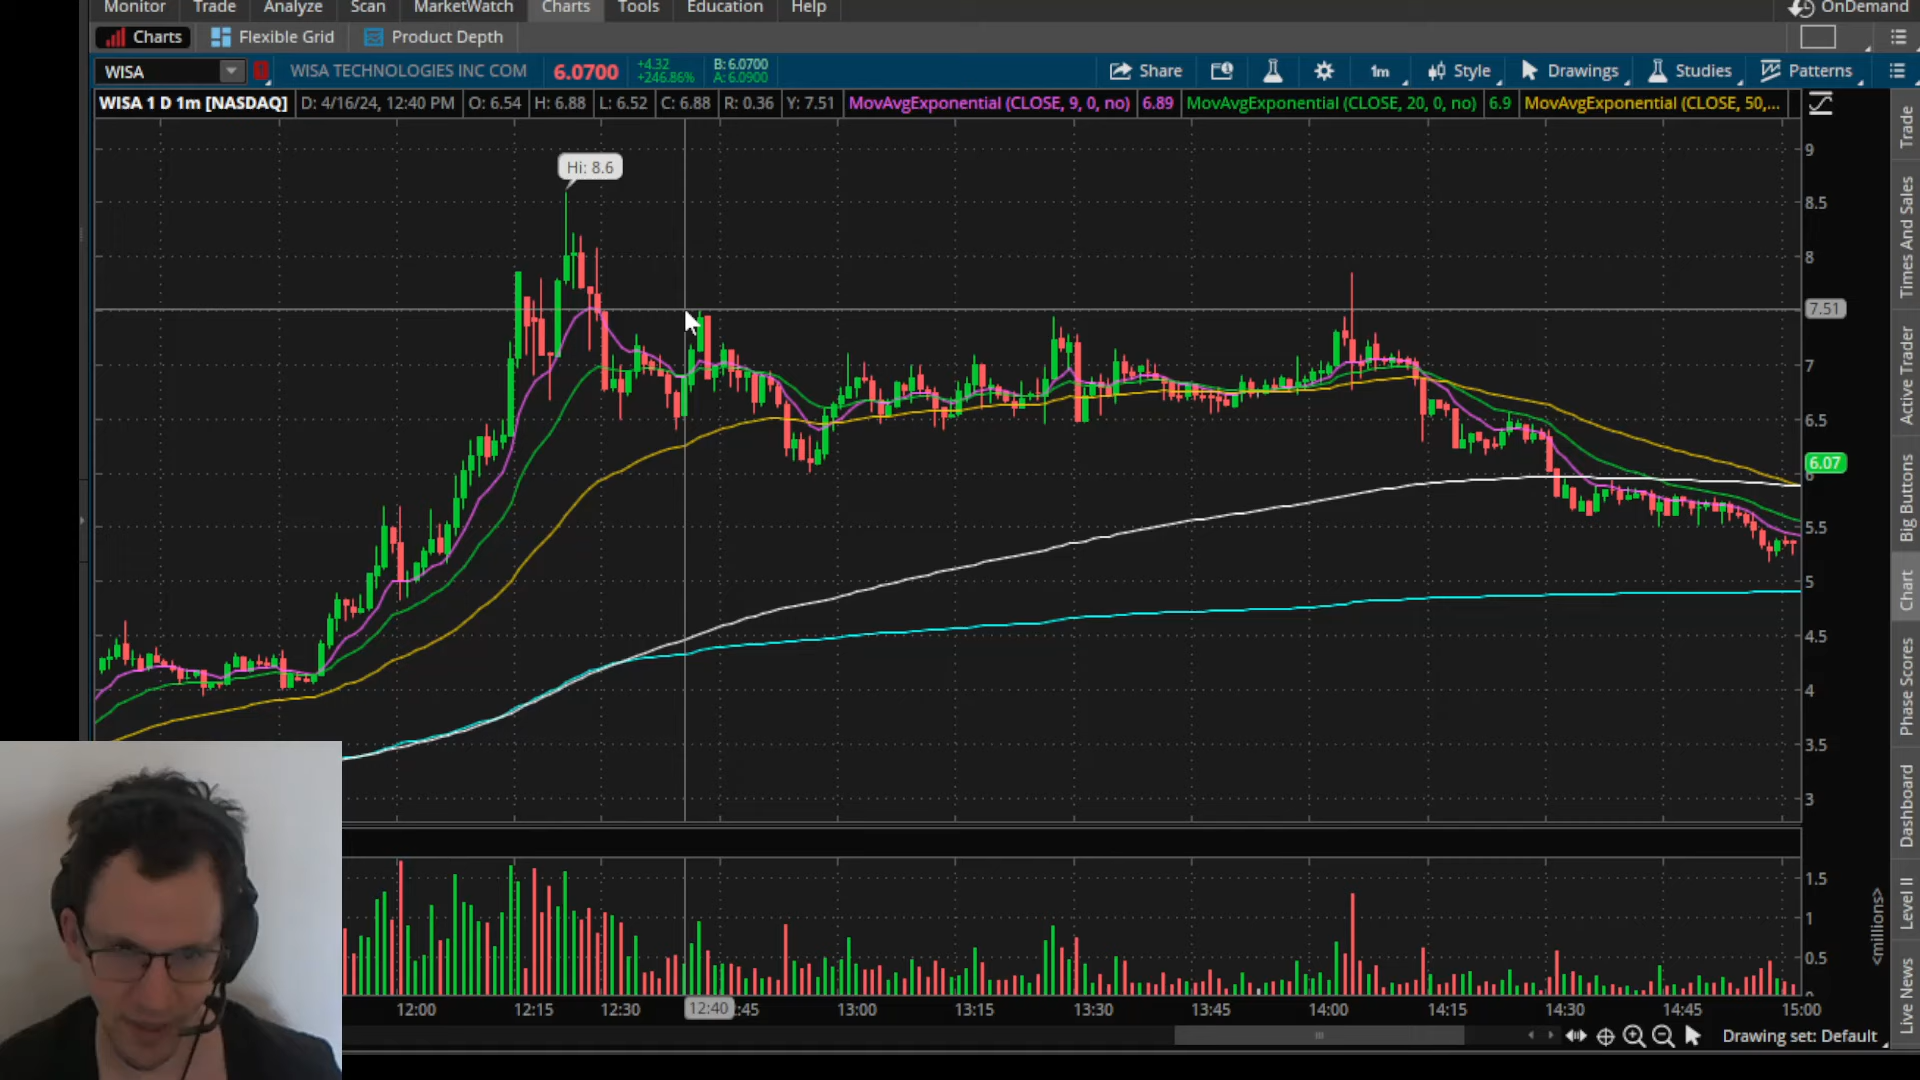 Monitor Trade Analyze Scan MarketWatch Charts Tools Education Help OnDemand
Charts Flexible Grid Product Depth
WISA WISA TECHNOLOGIES INC COM 6.0700 +4.32 B: 6.0700 Share 1m Style Drawings Studies Patterns
+246.86% A: 6.0900
WISA 1 D 1m [NASDAQ] D: 4/16/24, 12:40 PM O: 6.54 H: 6.88 L: 6.52 C: 6.88 R: 0.36 Y: 7.51 MovAvgExponential (CLOSE, 9, 0, no) 6.89 MovAvgExponential (CLOSE, 20, 0, no) 6.9 MovAvgExponential (CLOSE, 50,...
9
Hi: 8.6
8.5
8
7.51
7
6.5
6.07
6
5.5
5
4.5
4
3.5
3
1.5
1
0.5
0
<millions>
12:00 12:15 12:30 12:40 :45 13:00 13:15 13:30 13:45 14:00 14:15 14:30 14:45 15:00
Drawing set: Default
Trade
Times And Sales
Active Trader
Big Buttons
Chart
Phase Scores
Dashboard
Level II
Live News